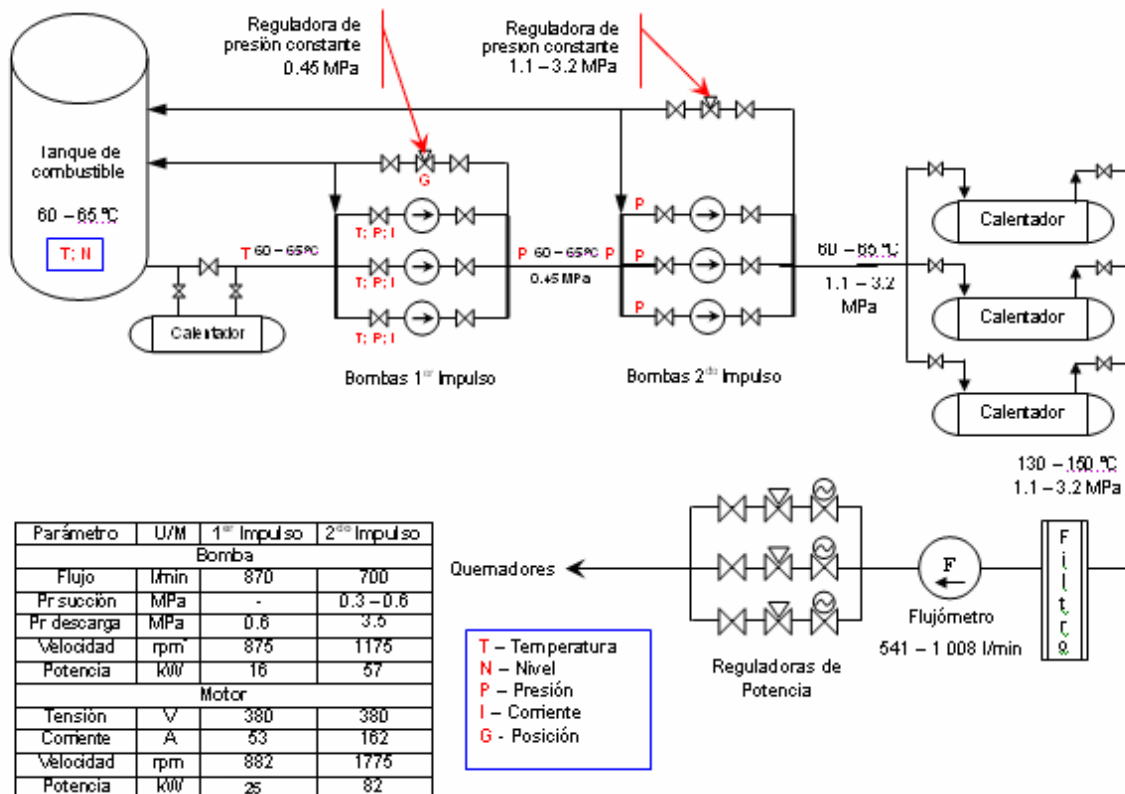 Reguladora de
presión constante
0.45 MPa
Reguladora de
presion constante
1.1 – 3.2 MPa
Tanque de
combustible
60 – 65 ºC
T; N
G
T 60 – 65ºC
T; P; I
T; P; I
T; P; I
P 60 – 65ºC P
0.45 MPa
P
P
P
60 – 65 ºC
1.1 – 3.2
MPa
Calentador
Calentador
Calentador
Calentador
Bombas 1er Impulso
Bombas 2do Impulso
130 – 150 ºC
1.1 – 3.2 MPa
Parámetro U/M 1er Impulso 2do Impulso
Bomba
Flujo l/min 870 700
Pr succión MPa - 0.3 – 0.6
Pr descarga MPa 0.6 3.5
Velocidad rpm 875 1175
Potencia kW 16 57
Motor
Tensión V 380 380
Corriente A 53 162
Velocidad rpm 882 1775
Potencia kW 25 82
Quemadores
T – Temperatura
N – Nivel
P – Presión
I – Corriente
G - Posición
Reguladoras de
Potencia
F
Flujómetro
541 – 1 008 l/min
Filtro